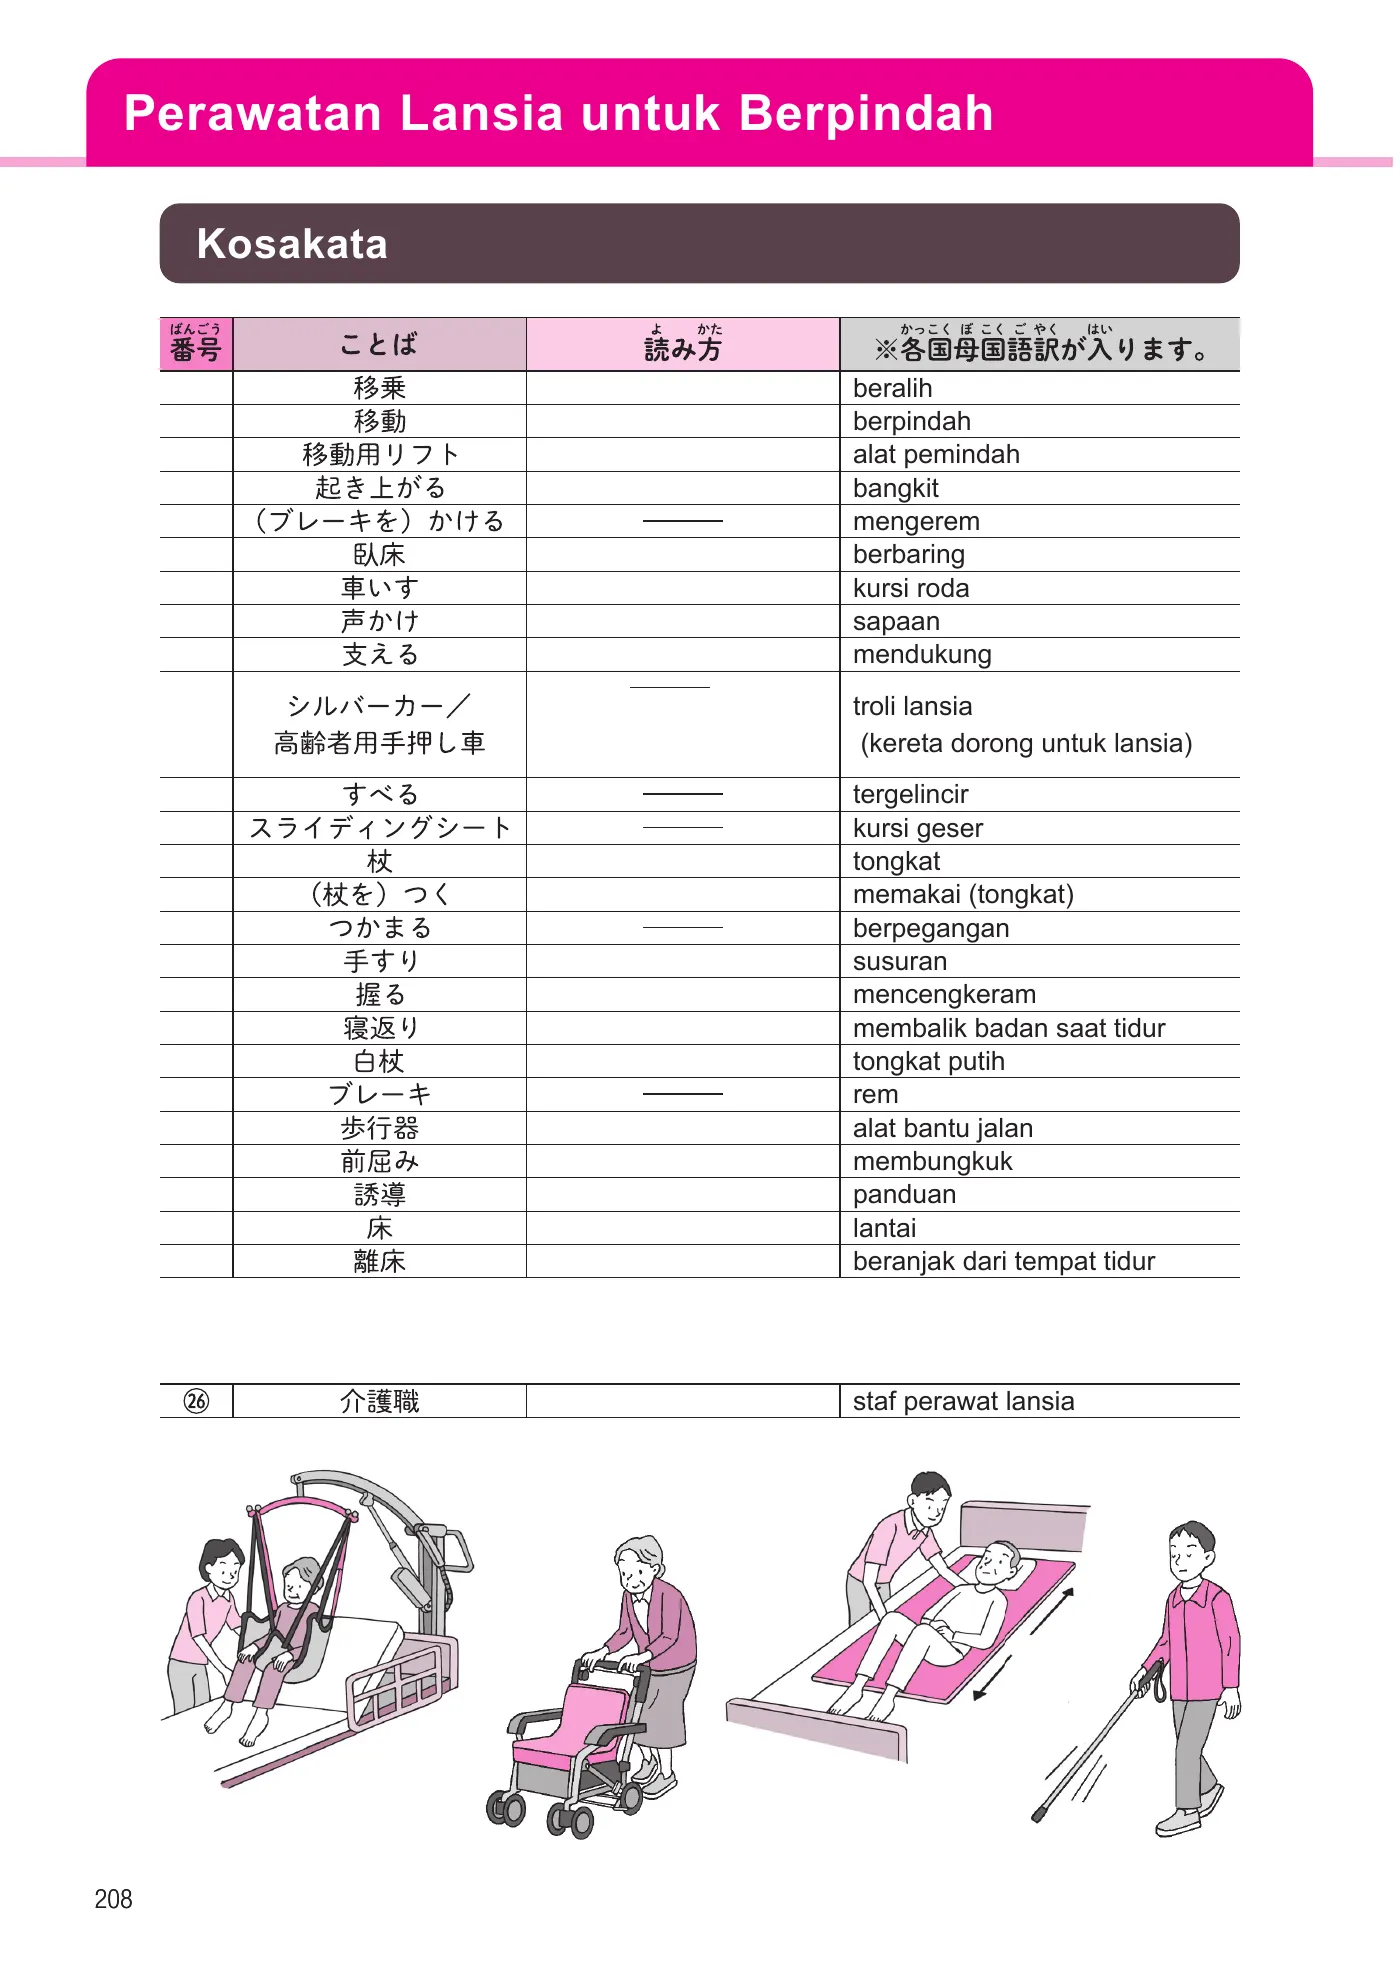 Perawatan Lansia untuk Berpindah
Kosakata
ばんごう よ かた かっこく ぼ こく ご やく はい
番号 ことば 読み方 ※各国母国語訳が入ります。
移乗 beralih
移動 berpindah
移動用リフト alat pemindah
起き上がる bangkit
（ブレーキを）かける ——— mengerem
臥床 berbaring
車いす kursi roda
声かけ sapaan
支える mendukung
シルバーカー／ ——— troli lansia
高齢者用手押し車 (kereta dorong untuk lansia)
すべる ——— tergelincir
スライディングシート ——— kursi geser
杖 tongkat
（杖を）つく memakai (tongkat)
つかまる ——— berpegangan
手すり susuran
握る mencengkeram
寝返り membalik badan saat tidur
白杖 tongkat putih
ブレーキ ——— rem
歩行器 alat bantu jalan
前屈み membungkuk
誘導 panduan
床 lantai
離床 beranjak dari tempat tidur
㉖ 介護職 staf perawat lansia
208